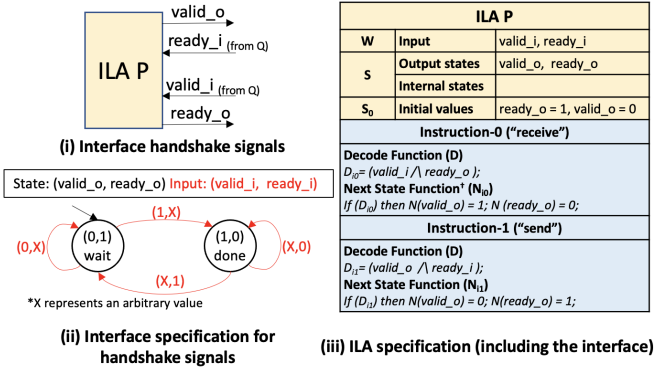 valid_o
ready_i (from Q)
ILA P
valid_i (from Q)
ready_o
(i) Interface handshake signals
State: (valid_o, ready_o) Input: (valid_i, ready_i)
(1,X)
(0,X)
(0,1)
wait
(1,0)
done
(X,0)
(X,1)
*X represents an arbitrary value
(ii) Interface specification for
handshake signals
ILA P
W Input valid_i, ready_i
S Output states valid_o, ready_o
Internal states
S0 Initial values ready_o = 1, valid_o = 0
Instruction-0 (“receive”)
Decode Function (D)
Di0= (valid_i /\ ready_o );
Next State Function† (Ni0)
If (Di0) then N(valid_o) = 1; N (ready_o) = 0;
Instruction-1 (“send”)
Decode Function (D)
Di1= (valid_o /\ ready_i );
Next State Function (Ni1)
If (Di1) then N(valid_o) = 0; N(ready_o) = 1;
(iii) ILA specification (including the interface)